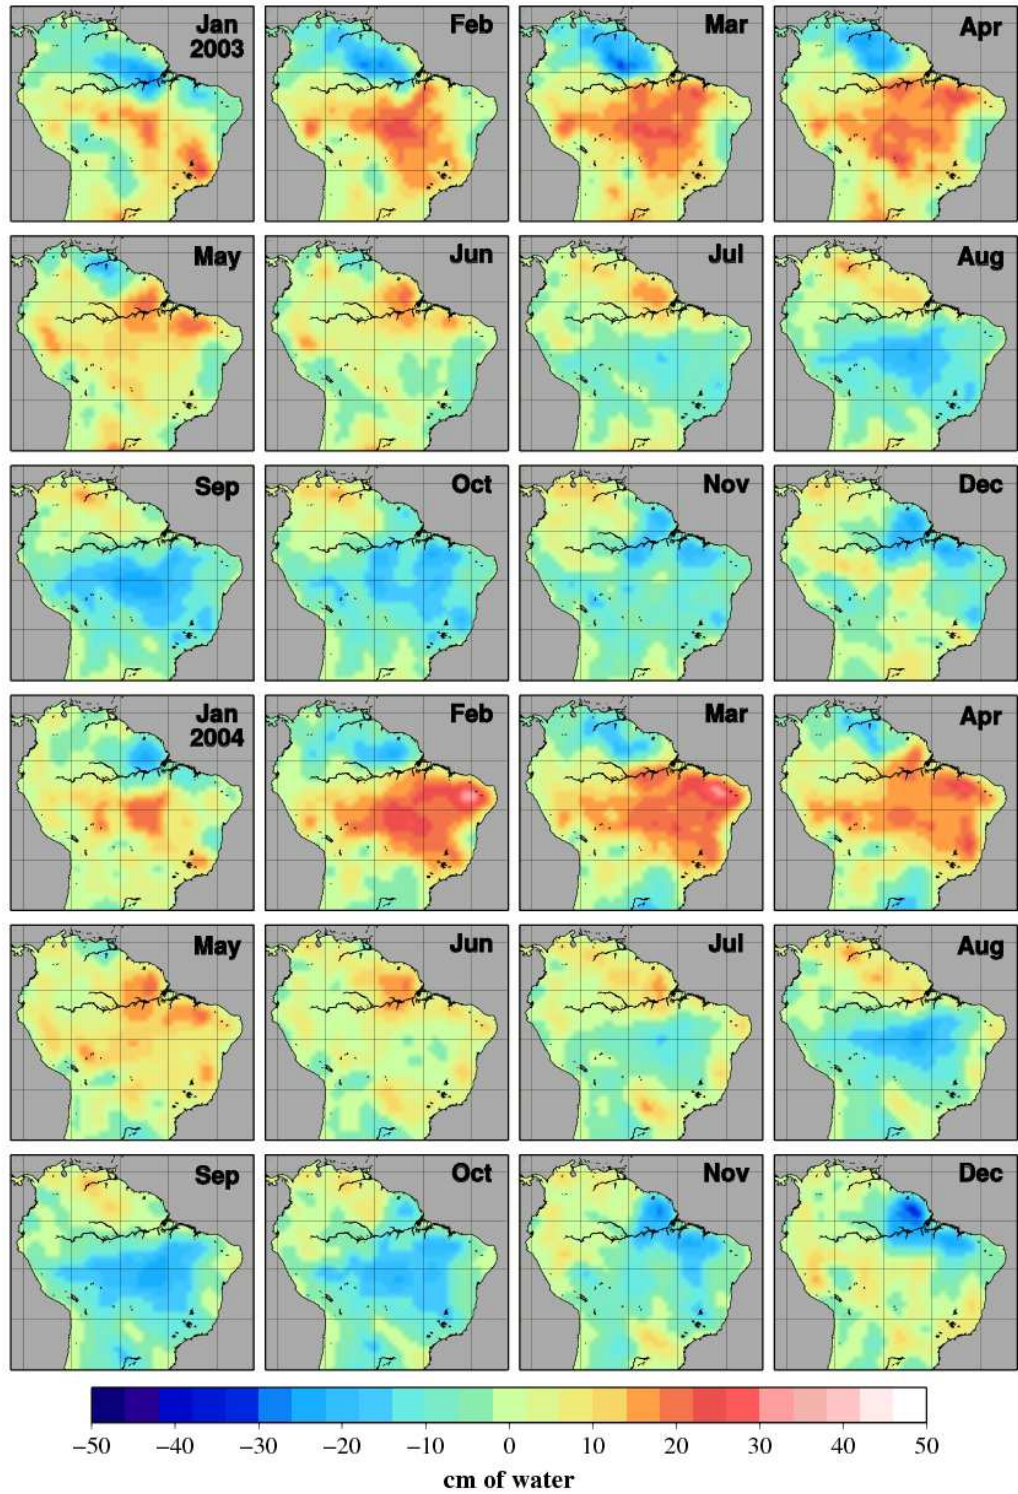 Jan
2003
Feb
Mar
Apr
May
Jun
Jul
Aug
Sep
Oct
Nov
Dec
Jan
2004
Feb
Mar
Apr
May
Jun
Jul
Aug
Sep
Oct
Nov
Dec
−50 −40 −30 −20 −10 0 10 20 30 40 50
cm of water